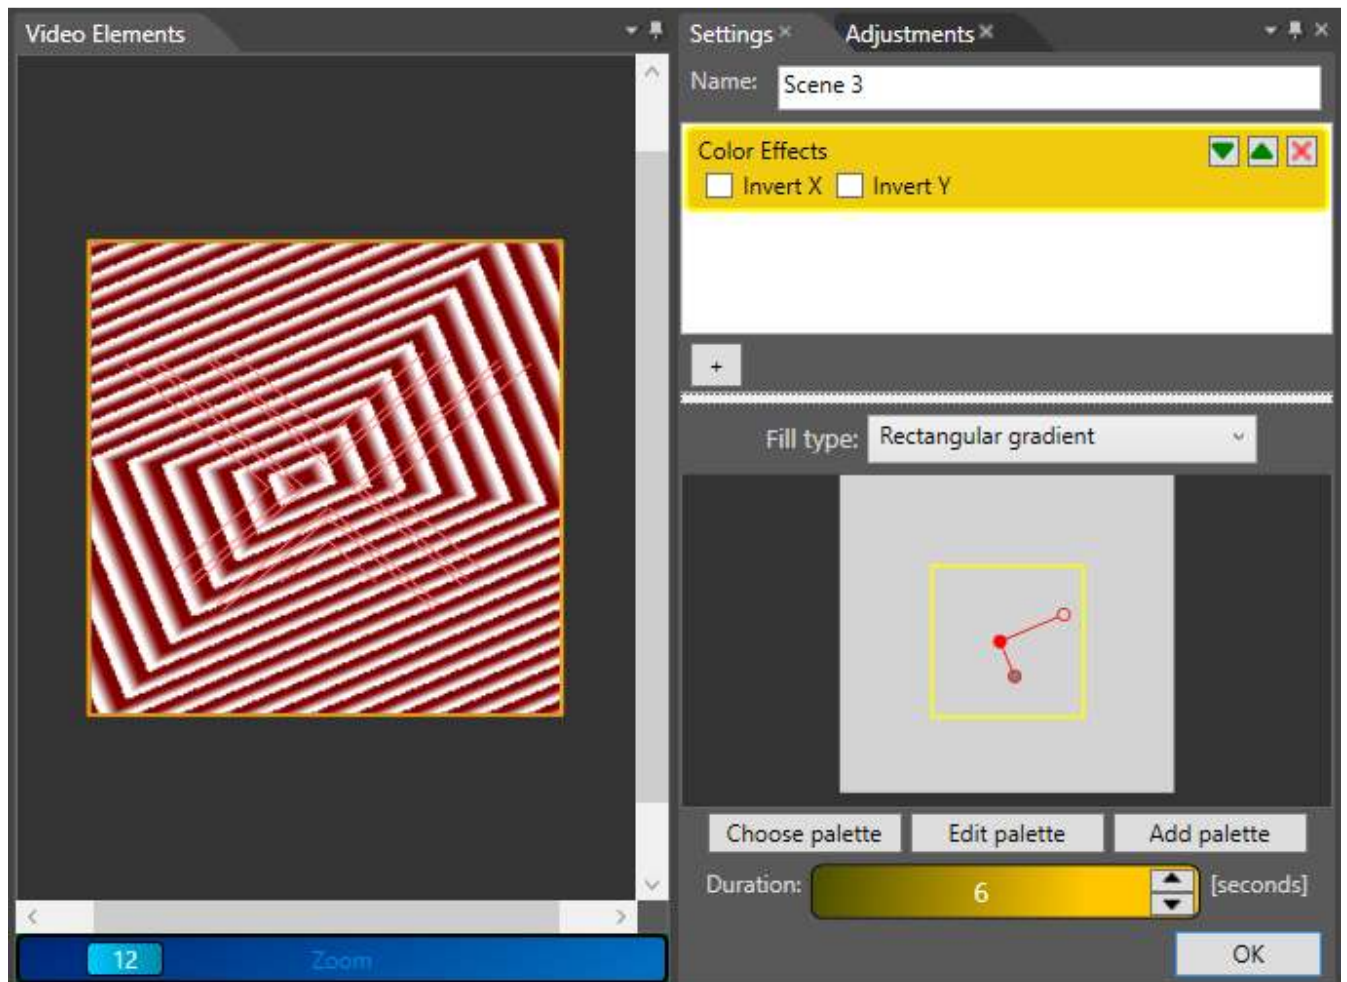 Video Elements
Settings Adjustments
Name: Scene 3
Color Effects
Invert X Invert Y
+
Fill type: Rectangular gradient
Choose palette Edit palette Add palette
Duration: 6 [seconds]
12 Zoom
OK